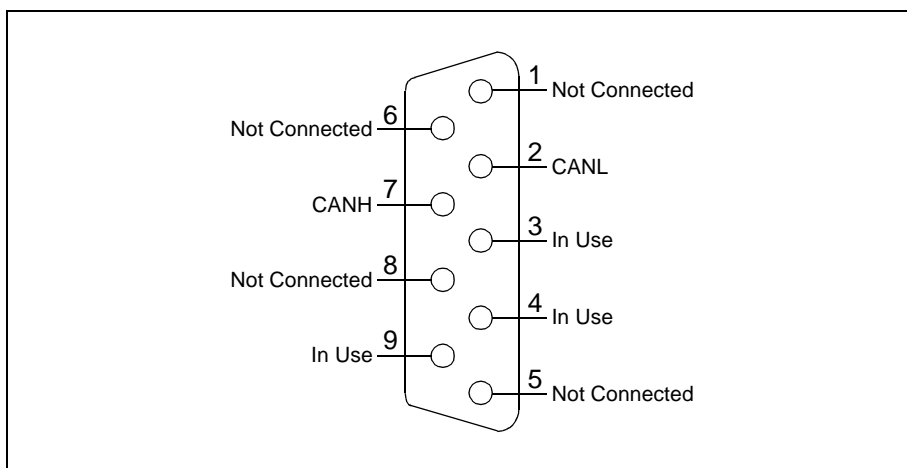 1 Not Connected
Not Connected 6
2 CANL
CANH 7
3 In Use
Not Connected 8
4 In Use
In Use 9
5 Not Connected